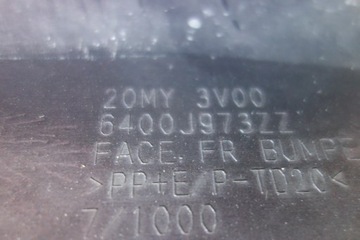 20MY 3V00
6400J973ZZ
FACE, FR BUMPE
>PP+E/P-TD20<
7/1000